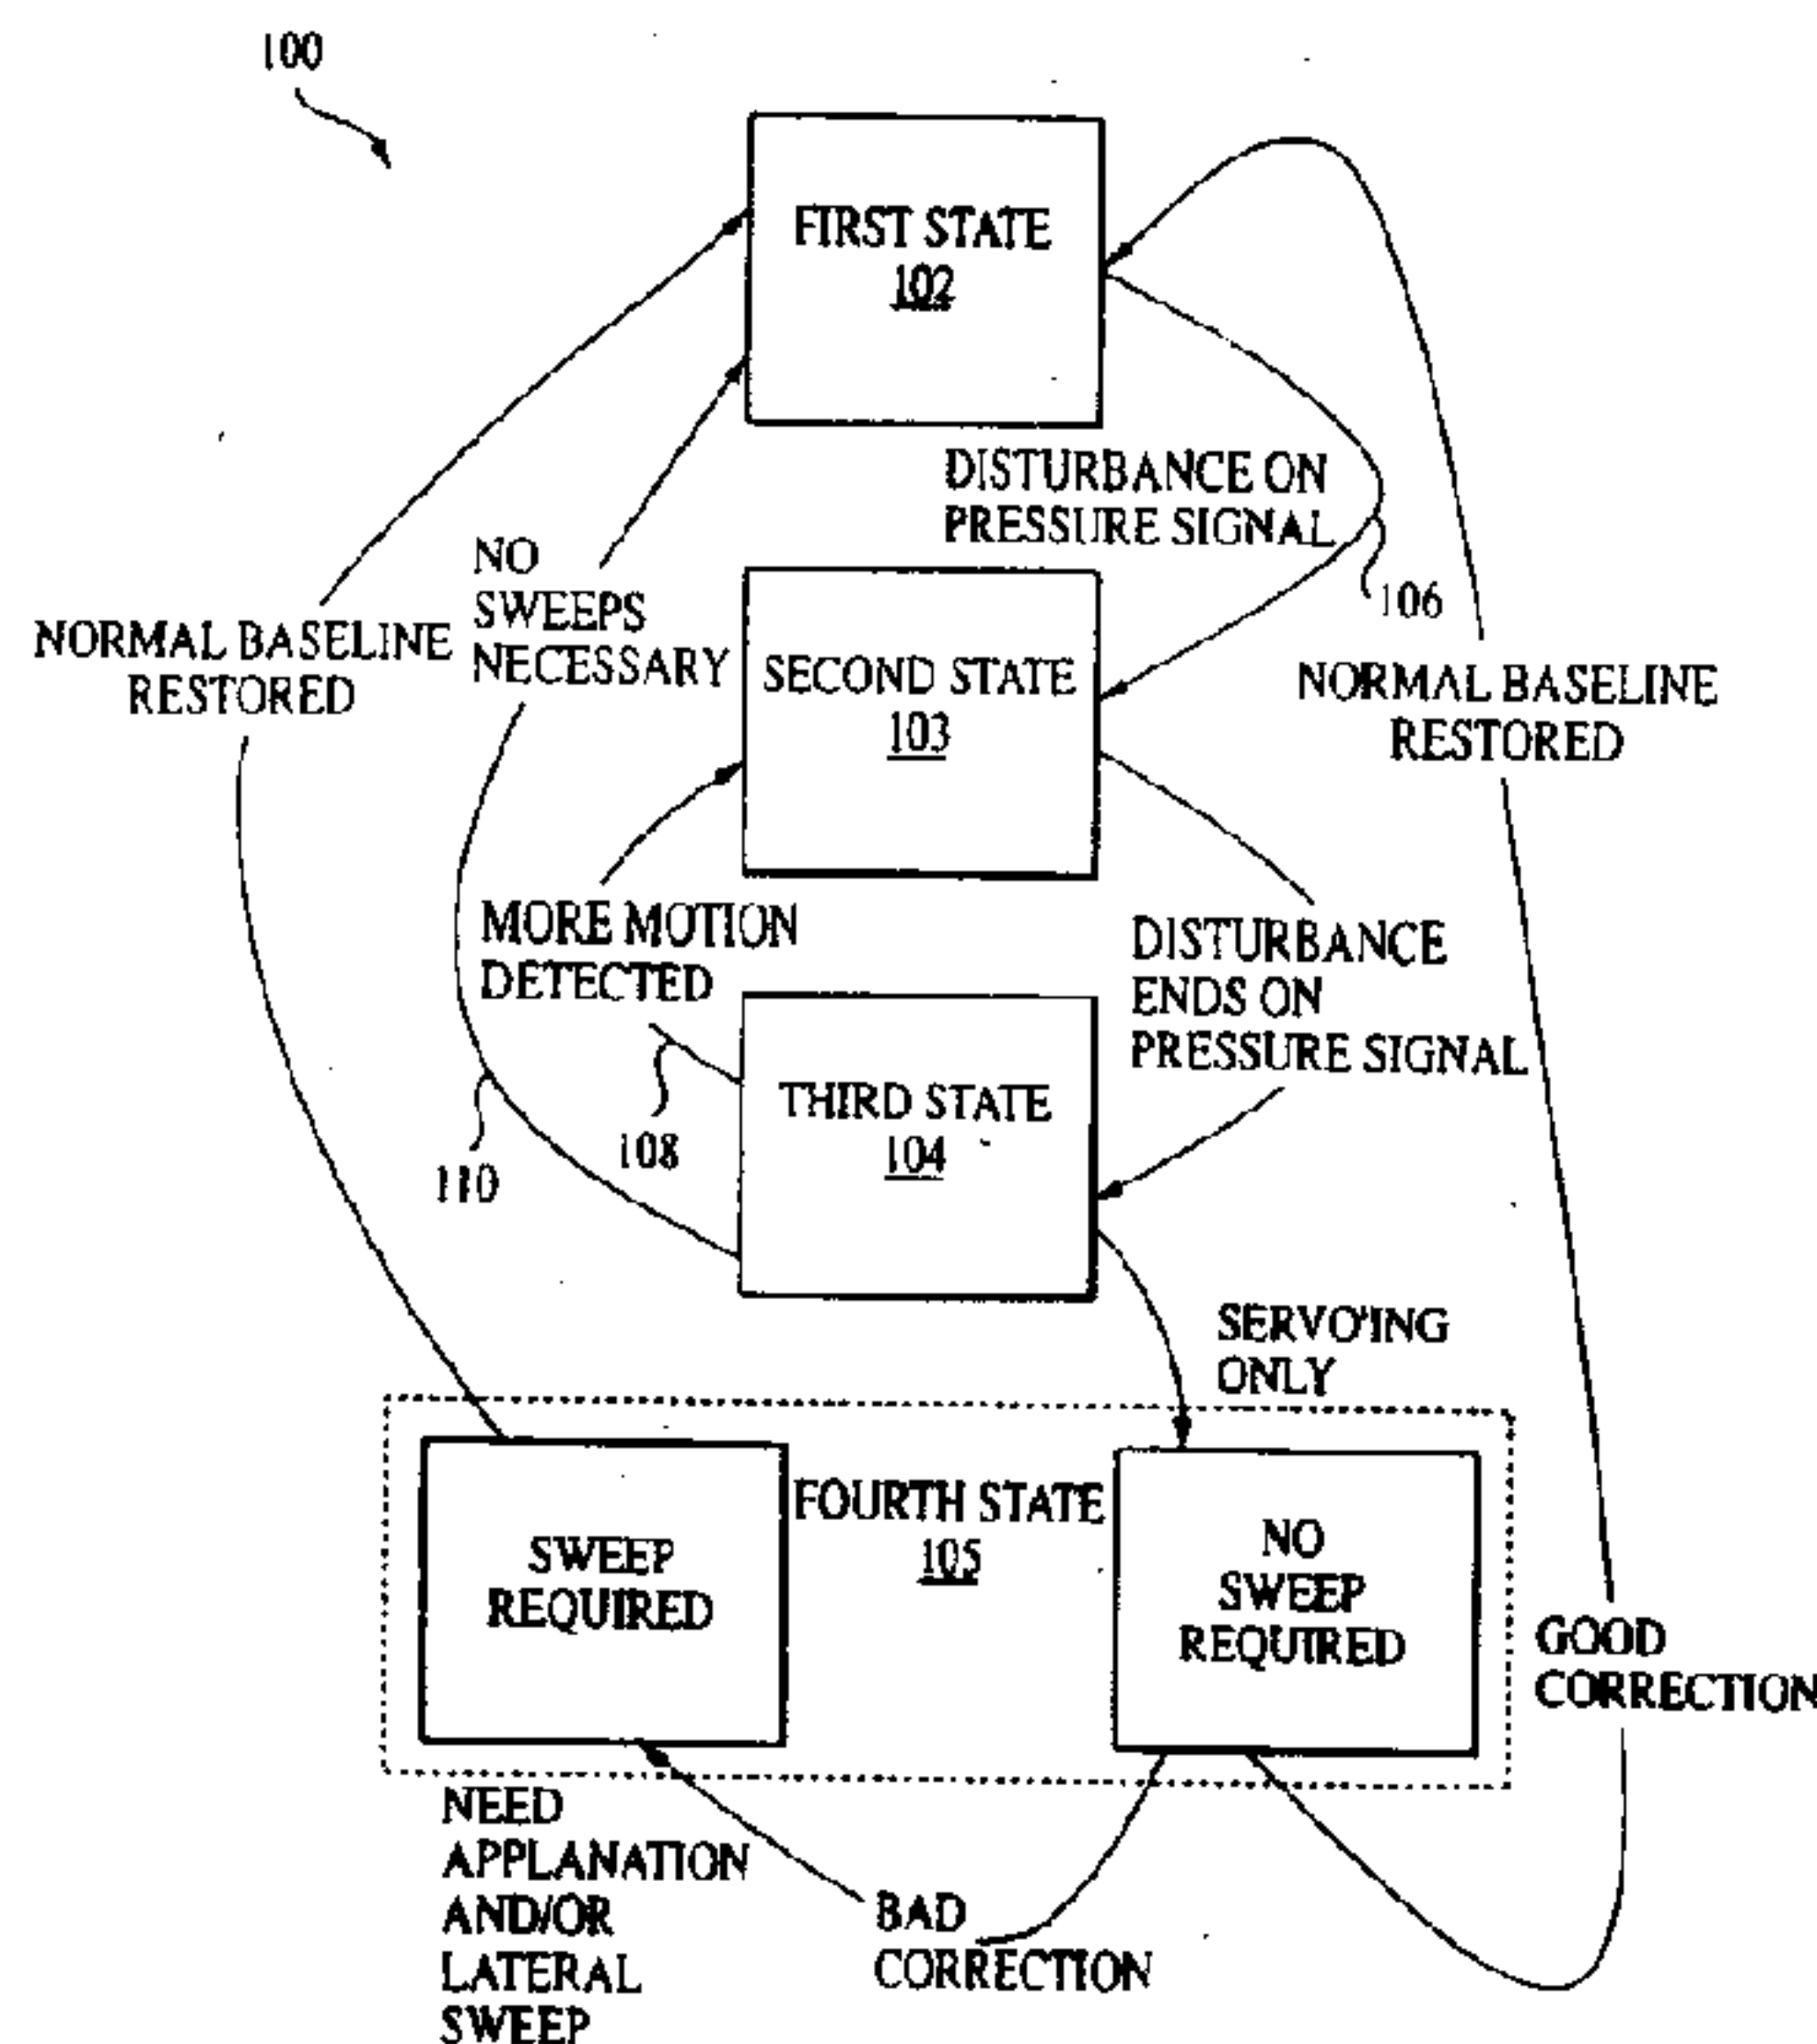 100
FIRST STATE
102
DISTURBANCE ON
PRESSURE SIGNAL
106
NO
SWEEPS
NECESSARY
NORMAL BASELINE
RESTORED
SECOND STATE
103
NORMAL BASELINE
RESTORED
MORE MOTION
DETECTED
DISTURBANCE
ENDS ON
PRESSURE SIGNAL
THIRD STATE
104
108
110
SERVO'ING
ONLY
FOURTH STATE
105
SWEEP
REQUIRED
NO
SWEEP
REQUIRED
GOOD
CORRECTION
NEED
APPLANATION
AND/OR
LATERAL
SWEEP
BAD
CORRECTION